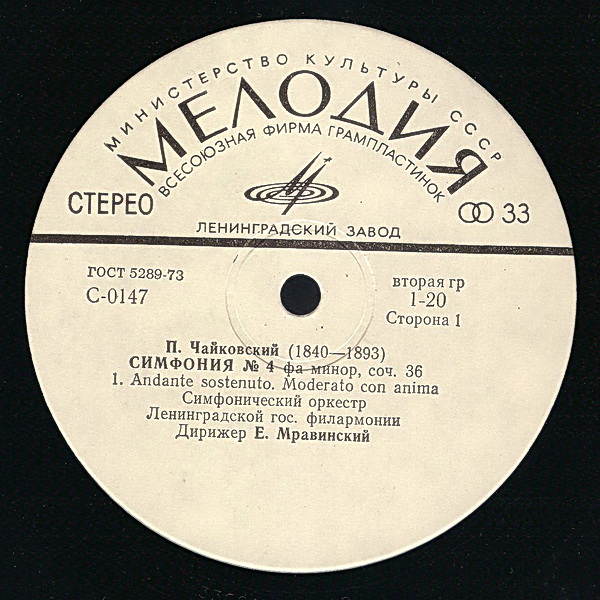 МИНИСТЕРСТВО КУЛЬТУРЫ СССР
МЕЛОДИЯ
ВСЕСОЮЗНАЯ ФИРМА ГРАМПЛАСТИНОК
СТЕРЕО
33
ЛЕНИНГРАДСКИЙ ЗАВОД
ГОСТ 5289-73
С-0147
вторая гр
1-20
Сторона 1
П. Чайковский (1840—1893)
СИМФОНИЯ № 4 фа минор, соч. 36
1. Andante sostenuto. Moderato con anima
Симфонический оркестр
Ленинградской гос. филармонии
Дирижер Е. Мравинский